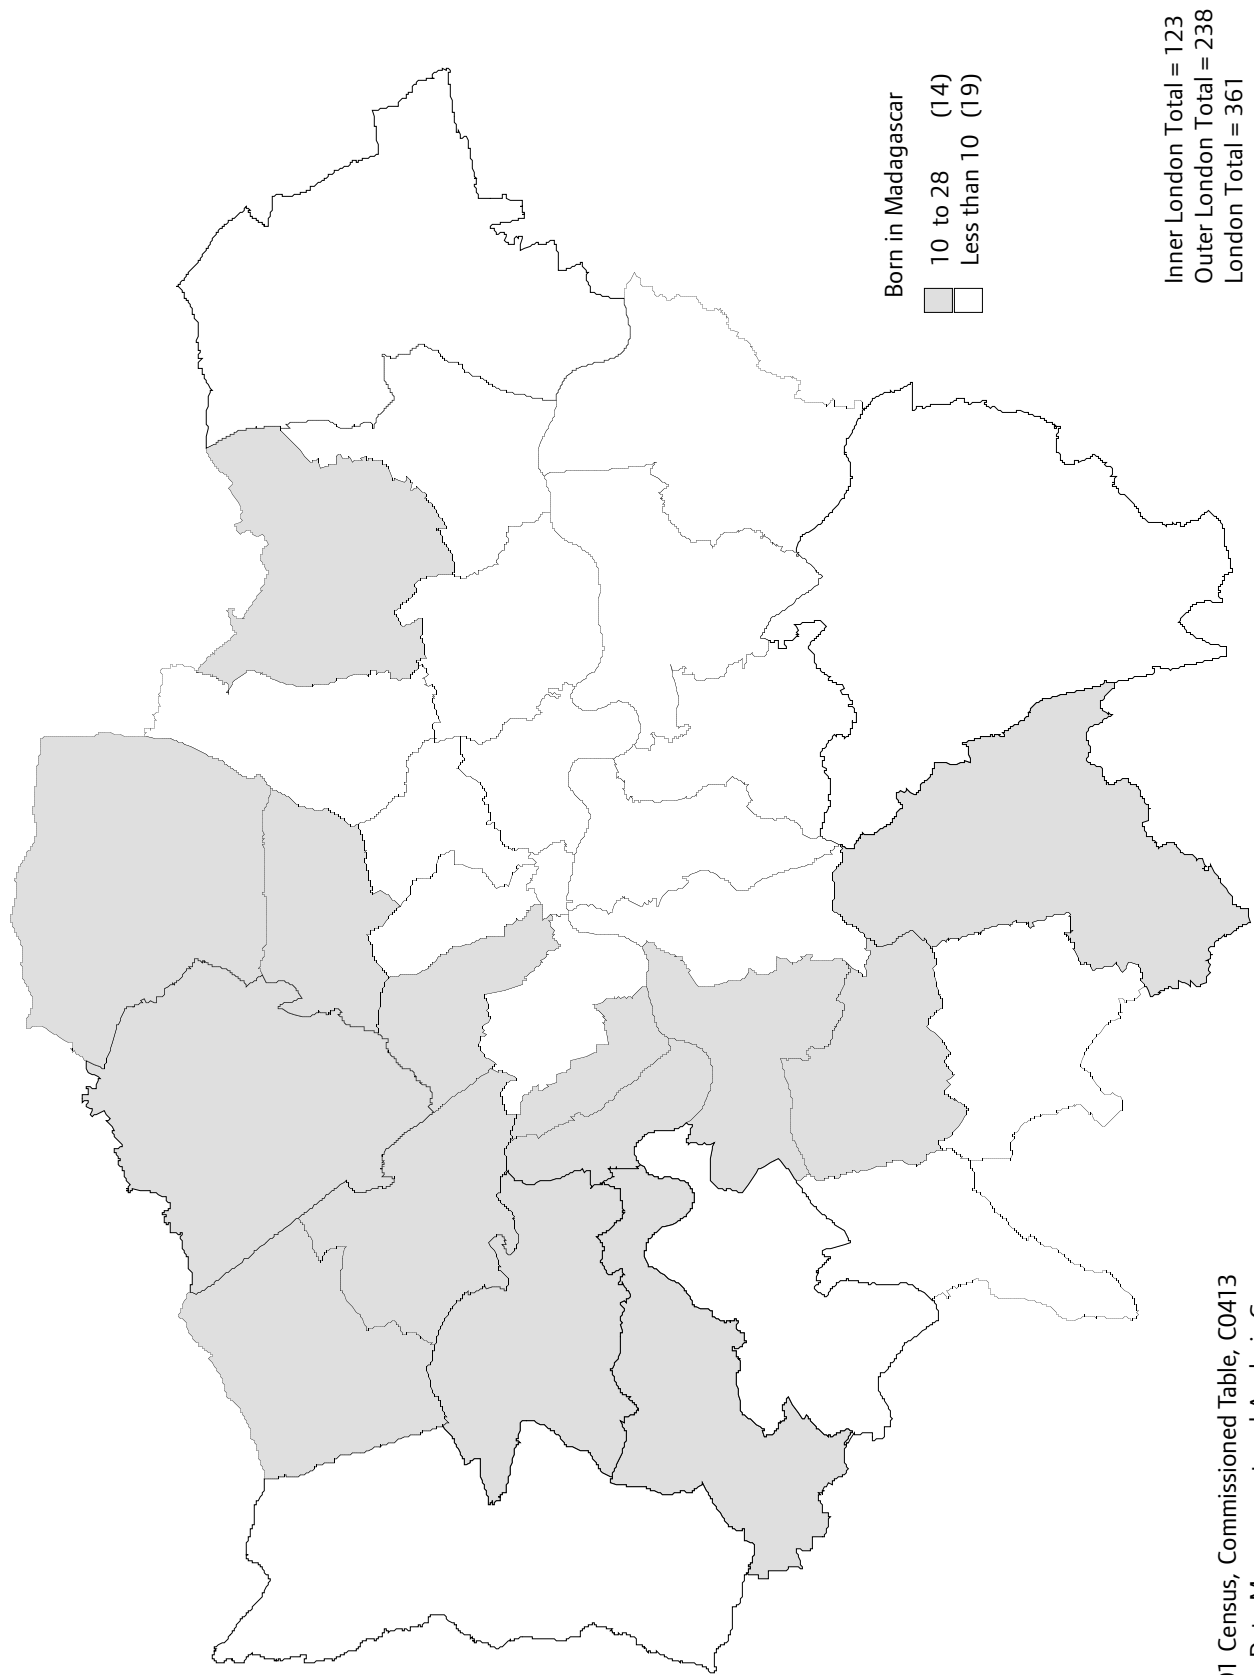 Born in Madagascar
10 to 28 (14)
Less than 10 (19)
Inner London Total = 123
Outer London Total = 238
London Total = 361
Census, Commissioned Table, C0413